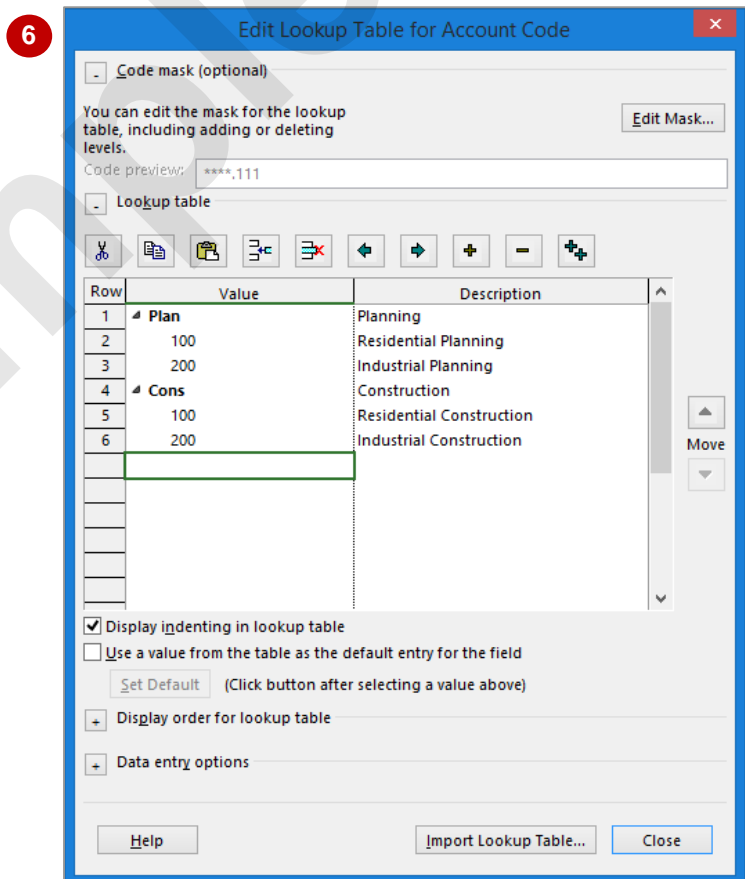 6
Edit Lookup Table for Account Code
Code mask (optional)
You can edit the mask for the lookup
table, including adding or deleting
levels.
Edit Mask...
Code preview: ****.111
Lookup table
Row Value Description
1 Plan Planning
2 100 Residential Planning
3 200 Industrial Planning
4 Cons Construction
5 100 Residential Construction
6 200 Industrial Construction
Move
Display indenting in lookup table
Use a value from the table as the default entry for the field
Set Default (Click button after selecting a value above)
Display order for lookup table
Data entry options
Help Import Lookup Table... Close